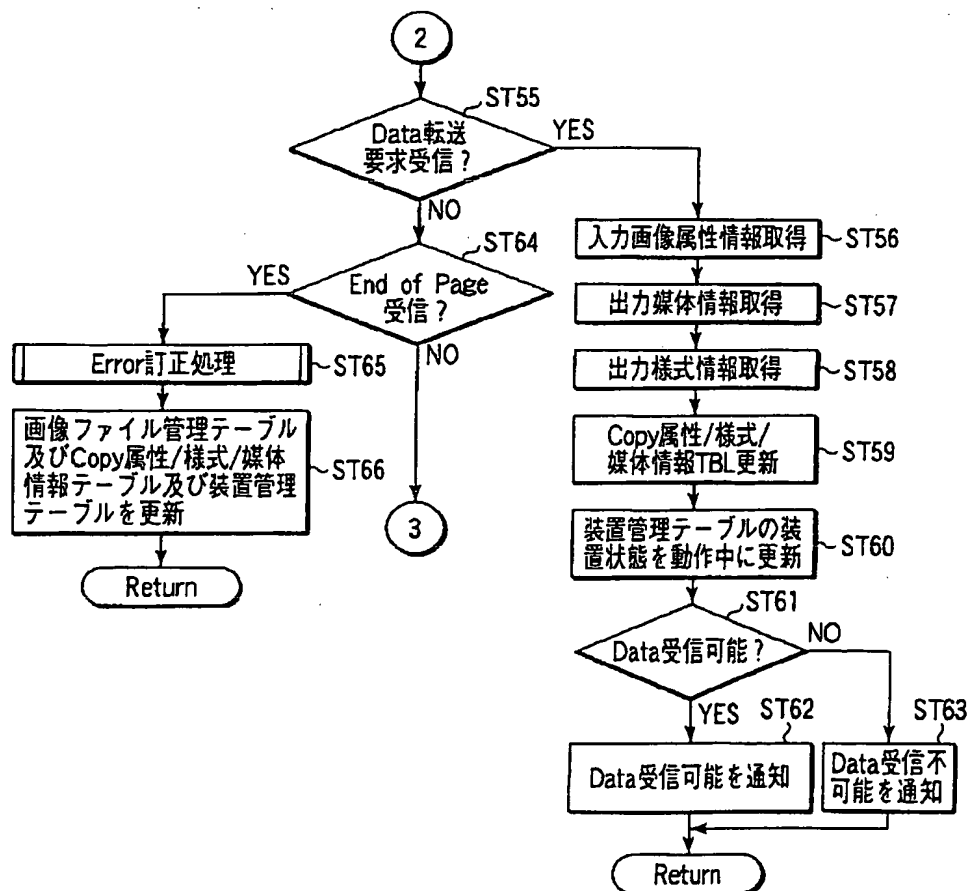 2
ST55
Data転送
要求受信?
YES
NO
ST64
End of Page
受信?
YES
NO
Error訂正処理
ST65
画像ファイル管理テーブル
及びCopy属性/様式/媒体
情報テーブル及び装置管理
テーブルを更新
ST66
Return
3
入力画像属性情報取得
ST56
出力媒体情報取得
ST57
出力様式情報取得
ST58
Copy属性/様式/
媒体情報TBL更新
ST59
装置管理テーブルの装
置状態を動作中に更新
ST60
ST61
Data受信可能?
NO
YES
ST62
Data受信可能を通知
ST63
Data受信不
可能を通知
Return